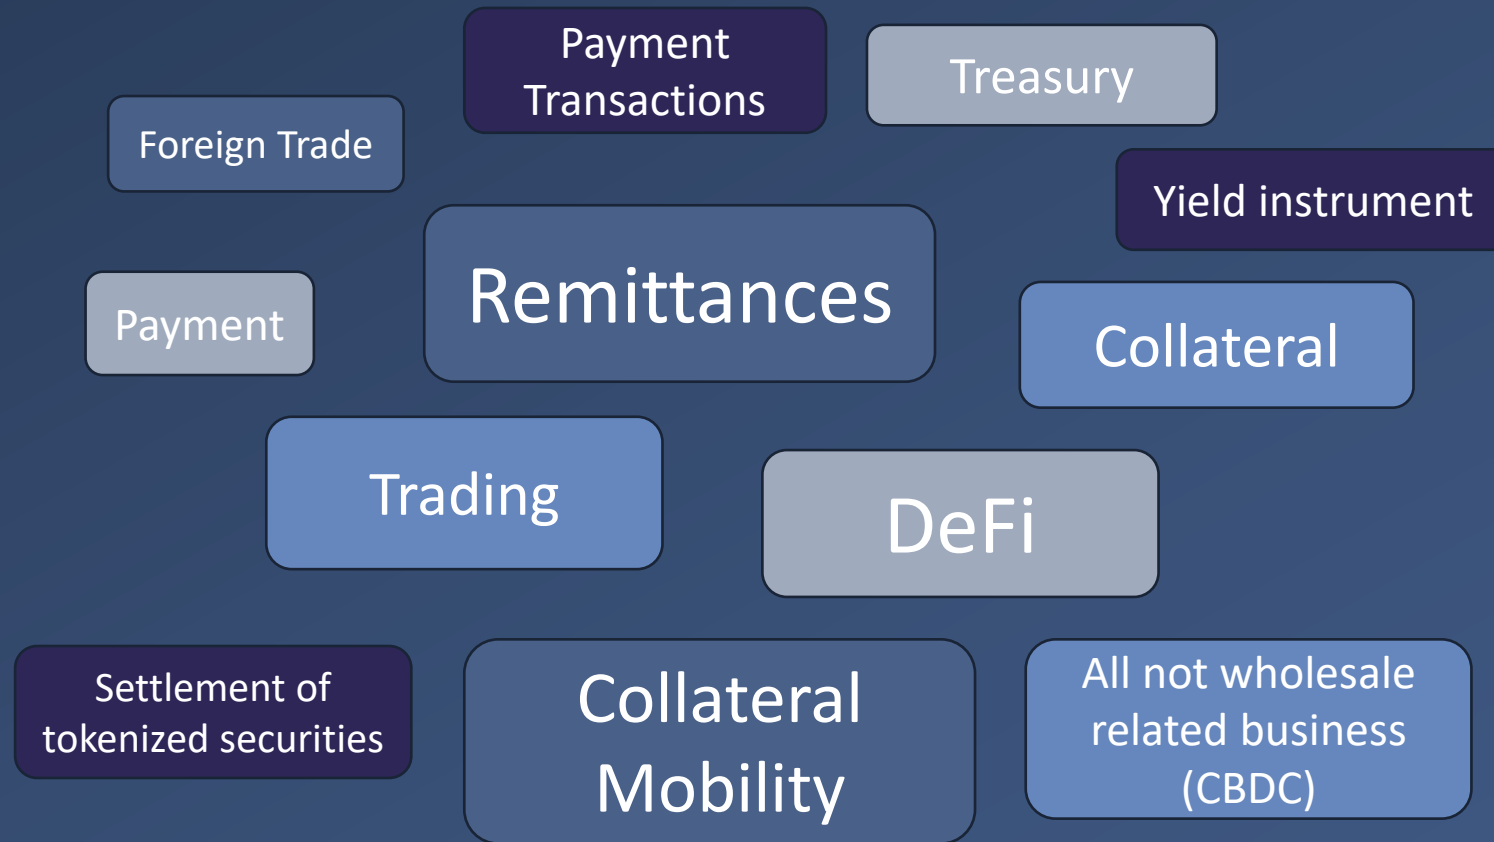 Payment
Transactions
Treasury
Foreign Trade
Yield instrument
Remittances
Payment
Collateral
Trading
DeFi
Settlement of
tokenized securities
Collateral
Mobility
All not wholesale
related business
(CBDC)